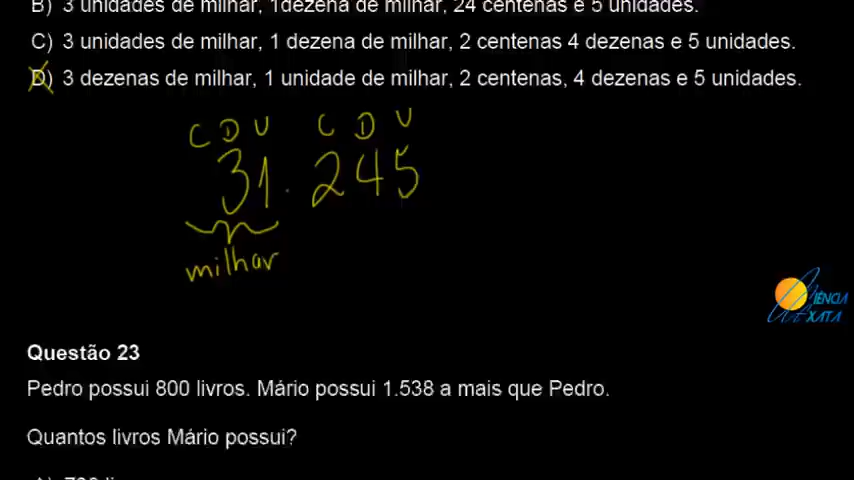 B) 3 unidades de milhar, 1dezena de milhar, 24 centenas e 5 unidades.
C) 3 unidades de milhar, 1 dezena de milhar, 2 centenas 4 dezenas e 5 unidades.
D) 3 dezenas de milhar, 1 unidade de milhar, 2 centenas, 4 dezenas e 5 unidades.
C D U C D U
31.245
milhar
IÊNCIA
EXATA
Questão 23
Pedro possui 800 livros. Mário possui 1.538 a mais que Pedro.
Quantos livros Mário possui?